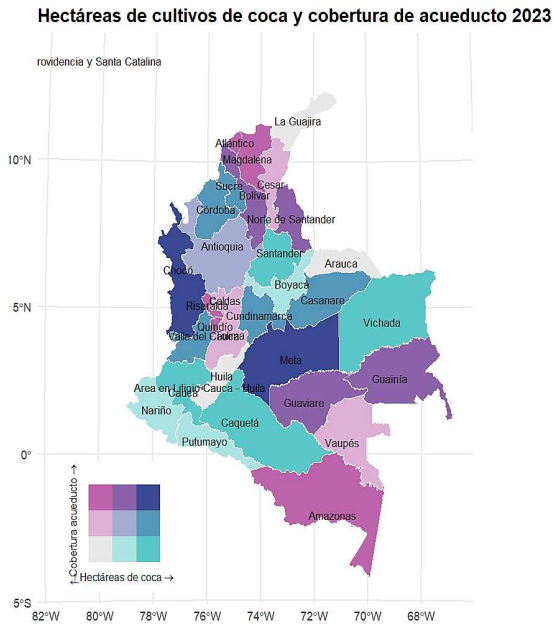 Hectáreas de cultivos de coca y cobertura de acueducto 2023
rovidencia y Santa Catalina
La Guajira
Atlántico
10°N
Magdalena
Cesar
Sucre
Bolívar
Córdoba
Norte de Santander
Antioquia
Santander
Arauca
Chocó
Boyacá
Caldas
Casanare
5°N
Risaralda
Cundinamarca
Vichada
Quindío
Valle del Cauca
Meta
Huila
Guainía
Area en Litigio Cauca - Huila
Cauca
Guaviare
Nariño
Caquetá
Putumayo
Vaupés
0°
Amazonas
← Cobertura acueducto →
← Hectáreas de coca →
5°S
82°W 80°W 78°W 76°W 74°W 72°W 70°W 68°W